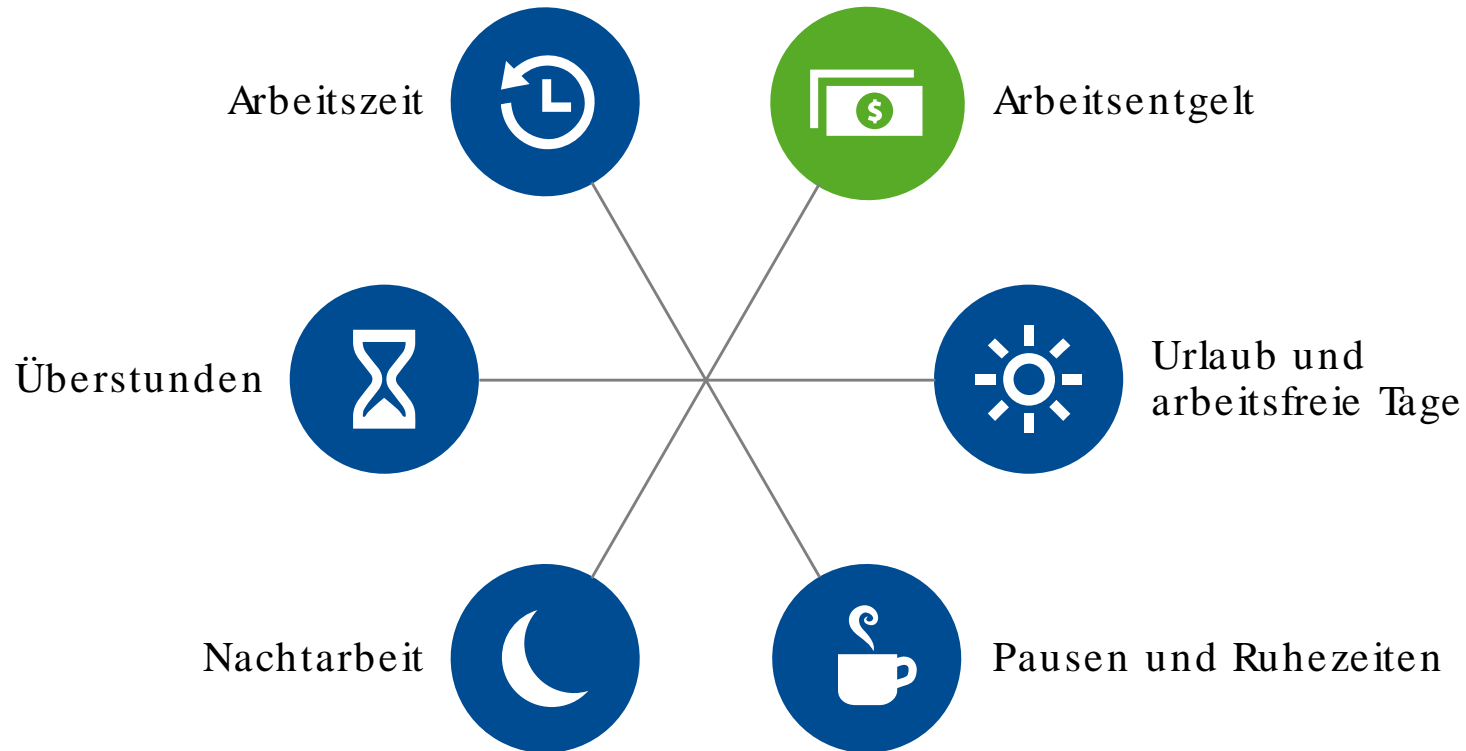 Arbeitszeit
$
Arbeitsentgelt
Überstunden
Urlaub und
arbeitsfreie Tage
Nachtarbeit
Pausen und Ruhezeiten